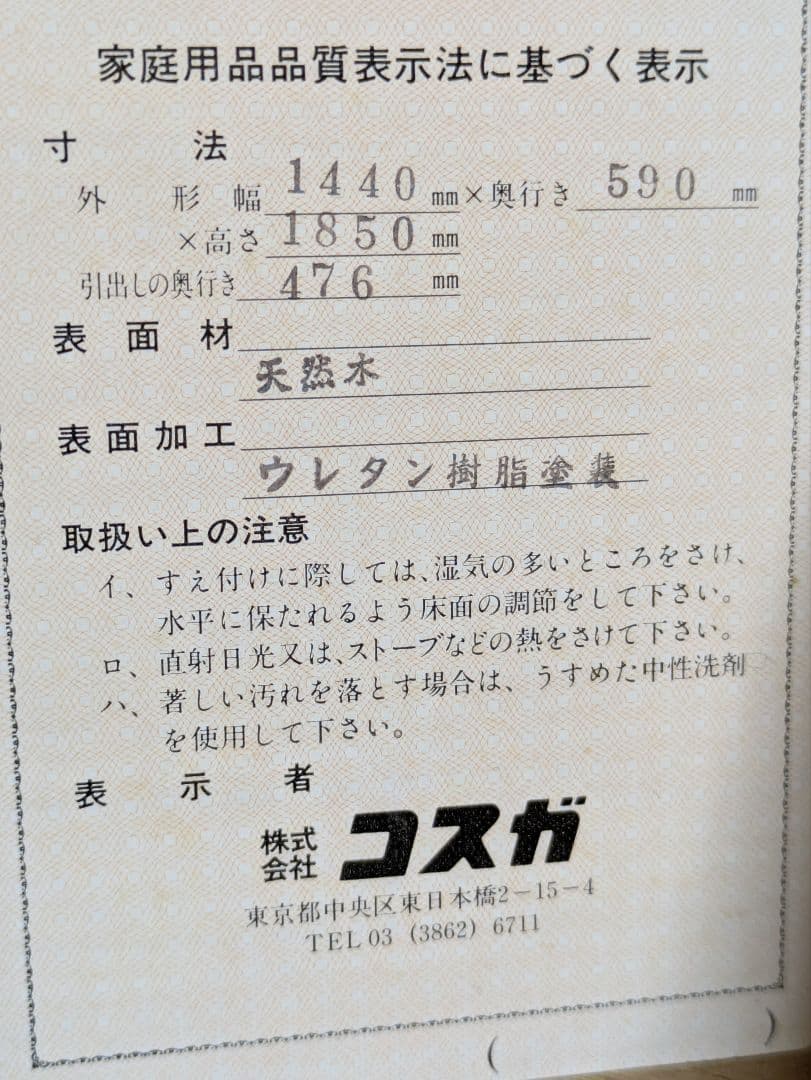 家庭用品品質表示法に基づく表示
寸法
外形幅 1440 mm×奥行き 590 mm
×高さ 1850 mm
引出しの奥行き 476 mm
表面材
天然木
表面加工
ウレタン樹脂塗装
取扱い上の注意
イ、すえ付けに際しては、湿気の多いところをさけ、
水平に保たれるよう床面の調節をして下さい。
ロ、直射日光又は、ストーブなどの熱をさけて下さい。
ハ、著しい汚れを落とす場合は、うすめた中性洗剤
を使用して下さい。
表示者
株式会社 コスガ
東京都中央区東日本橋2-15-4
TEL 03 (3862) 6711
( )